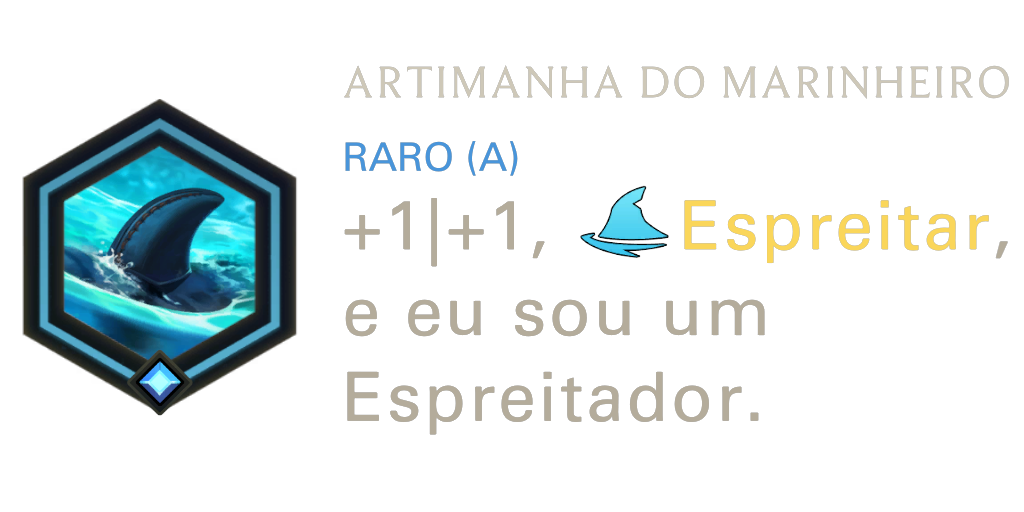 ARTIMANHA DO MARINHEIRO
RARO (A)
+1|+1, Espreitar,
e eu sou um
Espreitador.